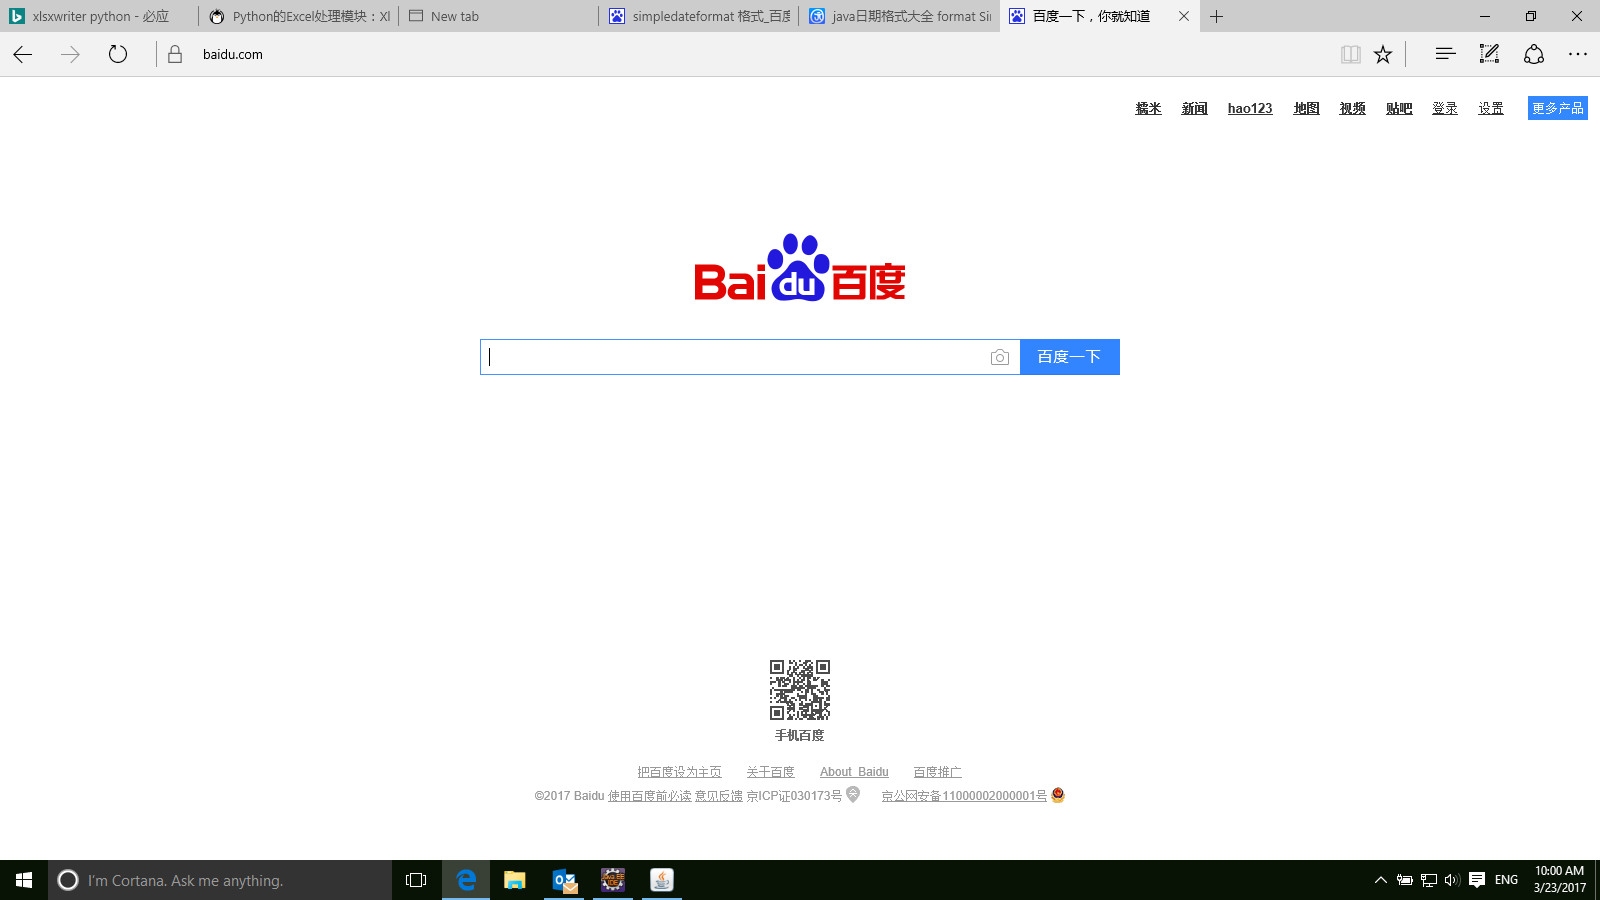 xlsxwriter python - 必应
Python的Excel处理模块：Xl
New tab
simpledateformat 格式_百度
java日期格式大全 format Sin
百度一下，你就知道
baidu.com
糯米 新闻 hao123 地图 视频 贴吧 登录 设置 更多产品
Bai du 百度
百度一下
手机百度
把百度设为主页 关于百度 About Baidu 百度推广
©2017 Baidu 使用百度前必读 意见反馈 京ICP证030173号 京公网安备11000002000001号
I'm Cortana. Ask me anything.
ENG
10:00 AM
3/23/2017